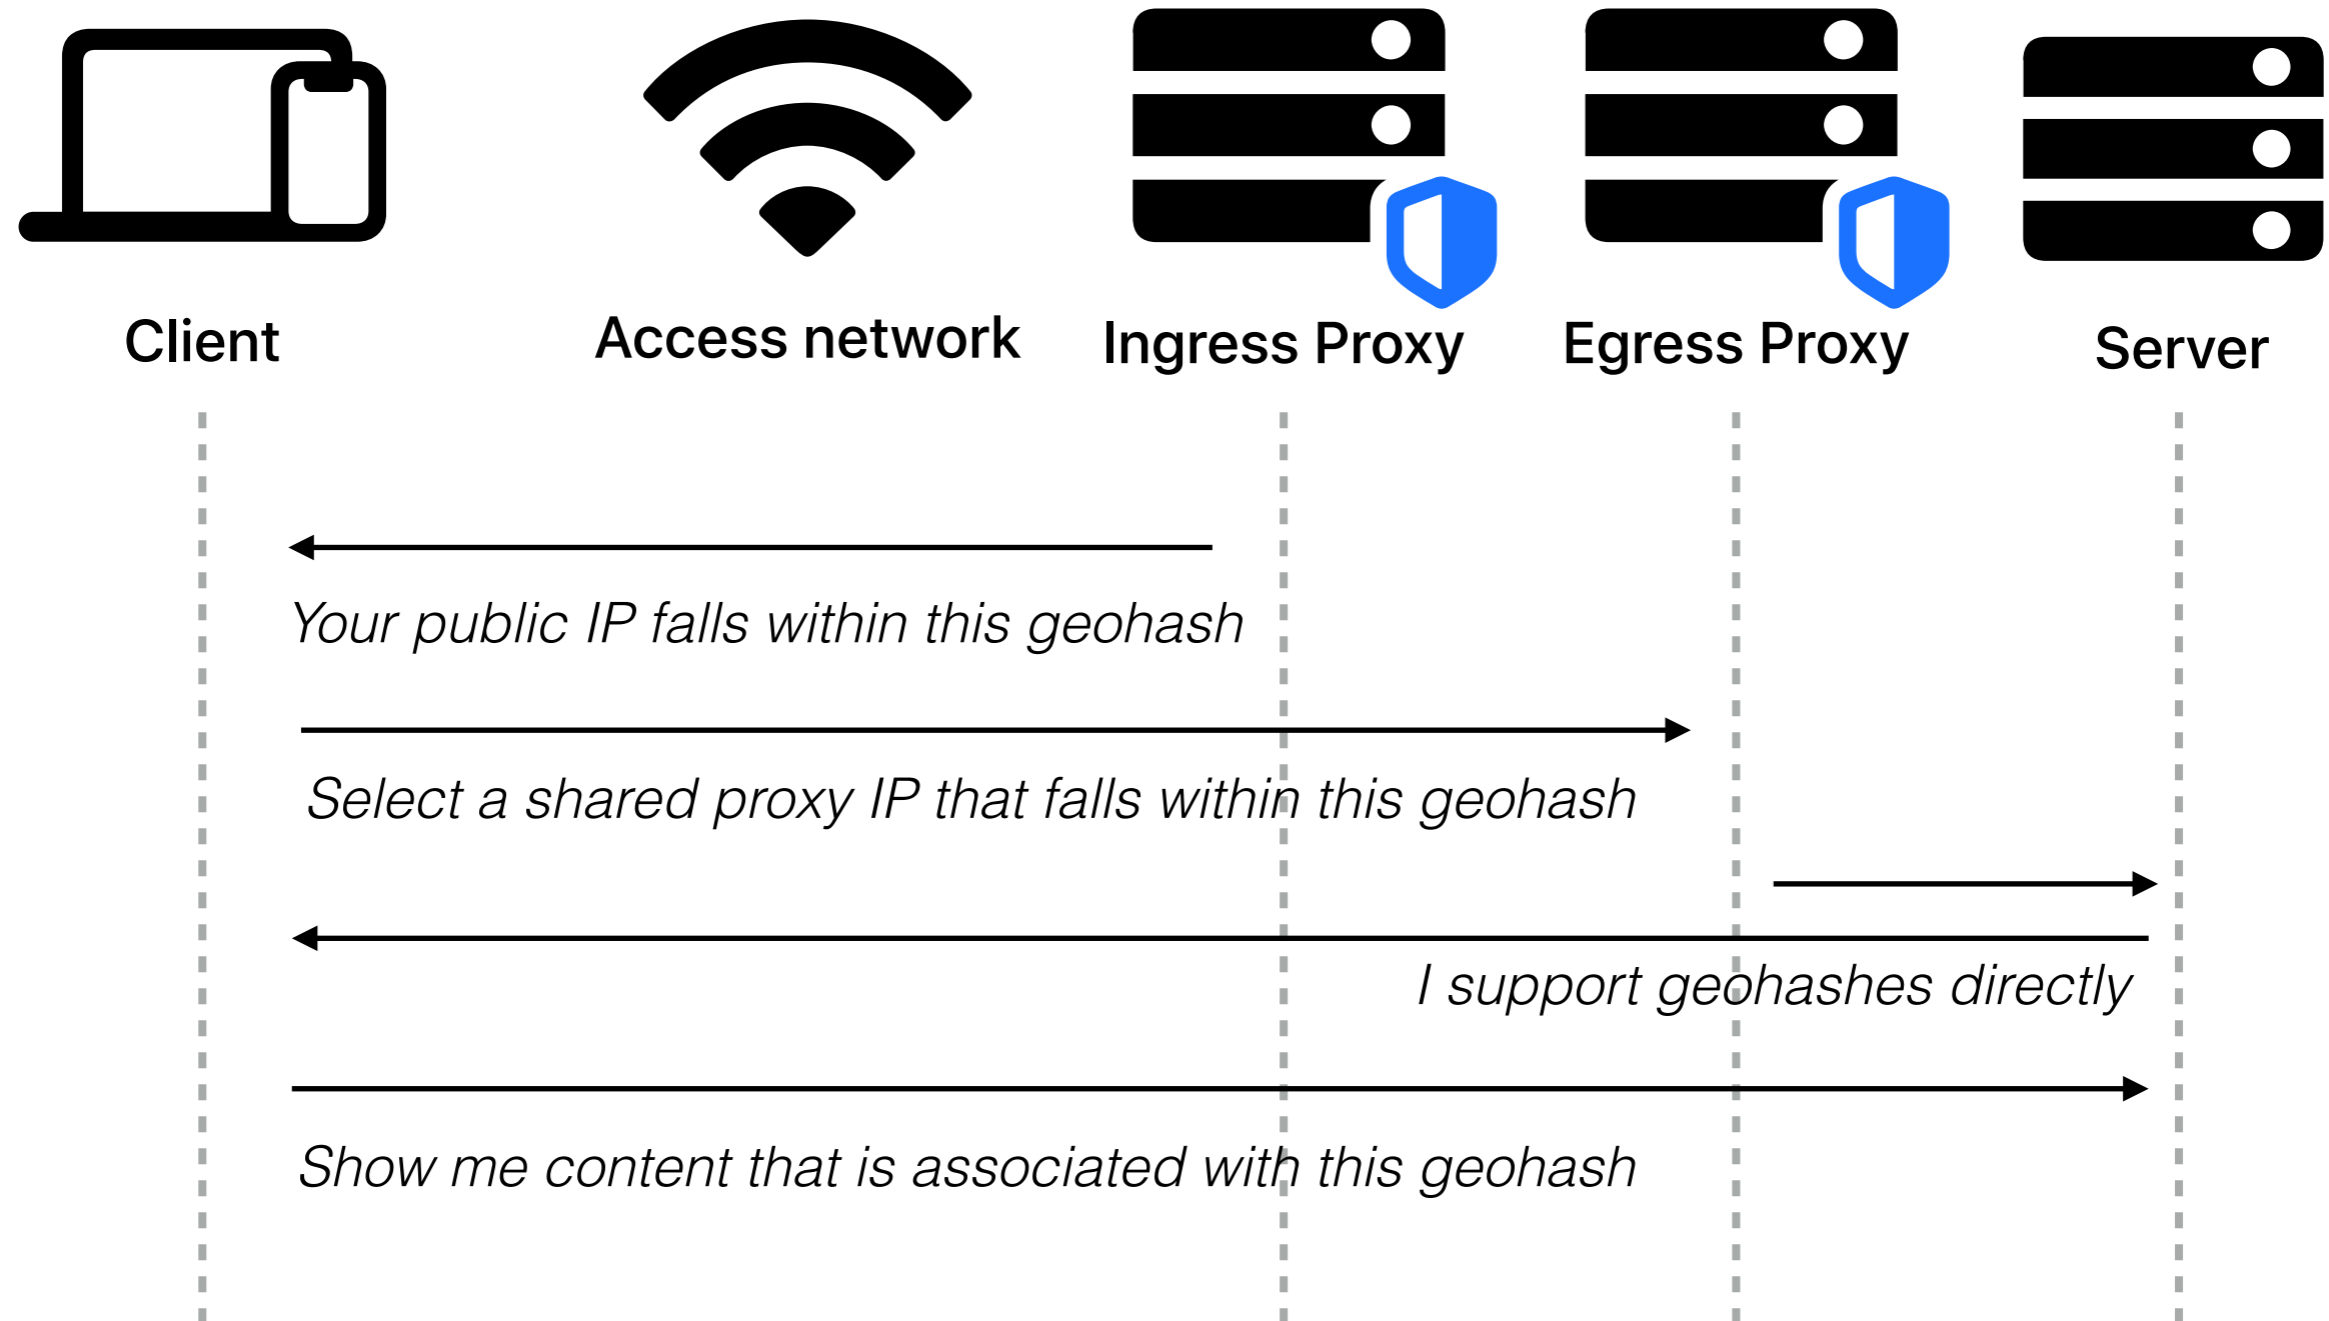 Client
Access network
Ingress Proxy
Egress Proxy
Server
Your public IP falls within this geohash
Select a shared proxy IP that falls within this geohash
I support geohashes directly
Show me content that is associated with this geohash